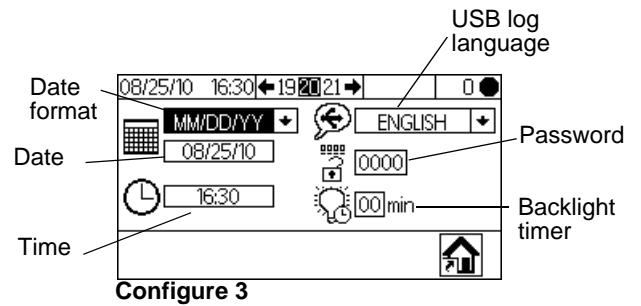 USB log
language
Date
format
08/25/10 16:30 19 20 21 0
MM/DD/YY ENGLISH
Date
08/25/10
0000
Password
Time
16:30
00 min
Backlight
timer
Configure 3